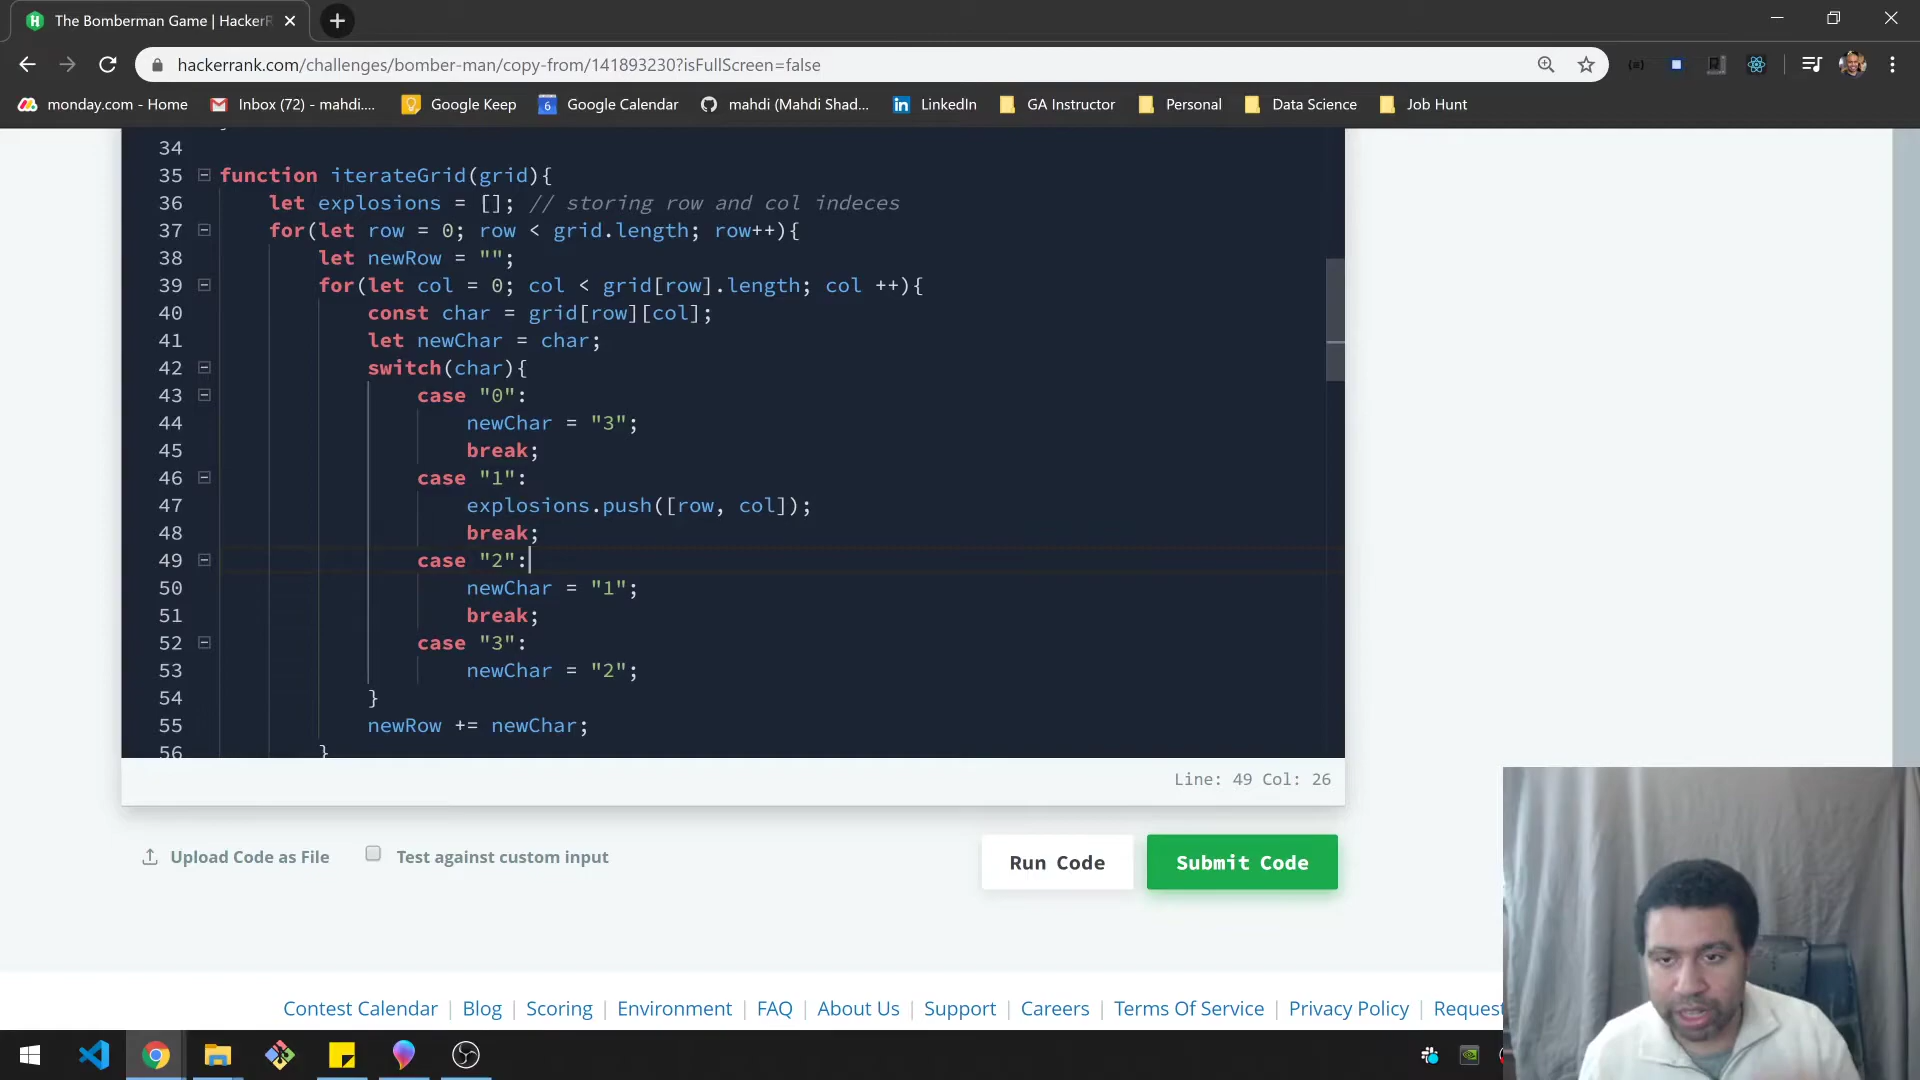 The Bomberman Game | HackerR
hackerrank.com/challenges/bomber-man/copy-from/141893230?isFullScreen=false
monday.com - Home
Inbox (72) - mahdi....
Google Keep
6
Google Calendar
mahdi (Mahdi Shad...
LinkedIn
GA Instructor
Personal
Data Science
Job Hunt
34
35 function iterateGrid(grid){
36 let explosions = []; // storing row and col indeces
37 for(let row = 0; row < grid.length; row++){
38 let newRow = "";
39 for(let col = 0; col < grid[row].length; col ++){
40 const char = grid[row][col];
41 let newChar = char;
42 switch(char){
43 case "0":
44 newChar = "3";
45 break;
46 case "1":
47 explosions.push([row, col]);
48 break;
49 case "2":
50 newChar = "1";
51 break;
52 case "3":
53 newChar = "2";
54 }
55 newRow += newChar;
56 }
Line: 49 Col: 26
Upload Code as File
Test against custom input
Run Code
Submit Code
Contest Calendar | Blog | Scoring | Environment | FAQ | About Us | Support | Careers | Terms Of Service | Privacy Policy | Request